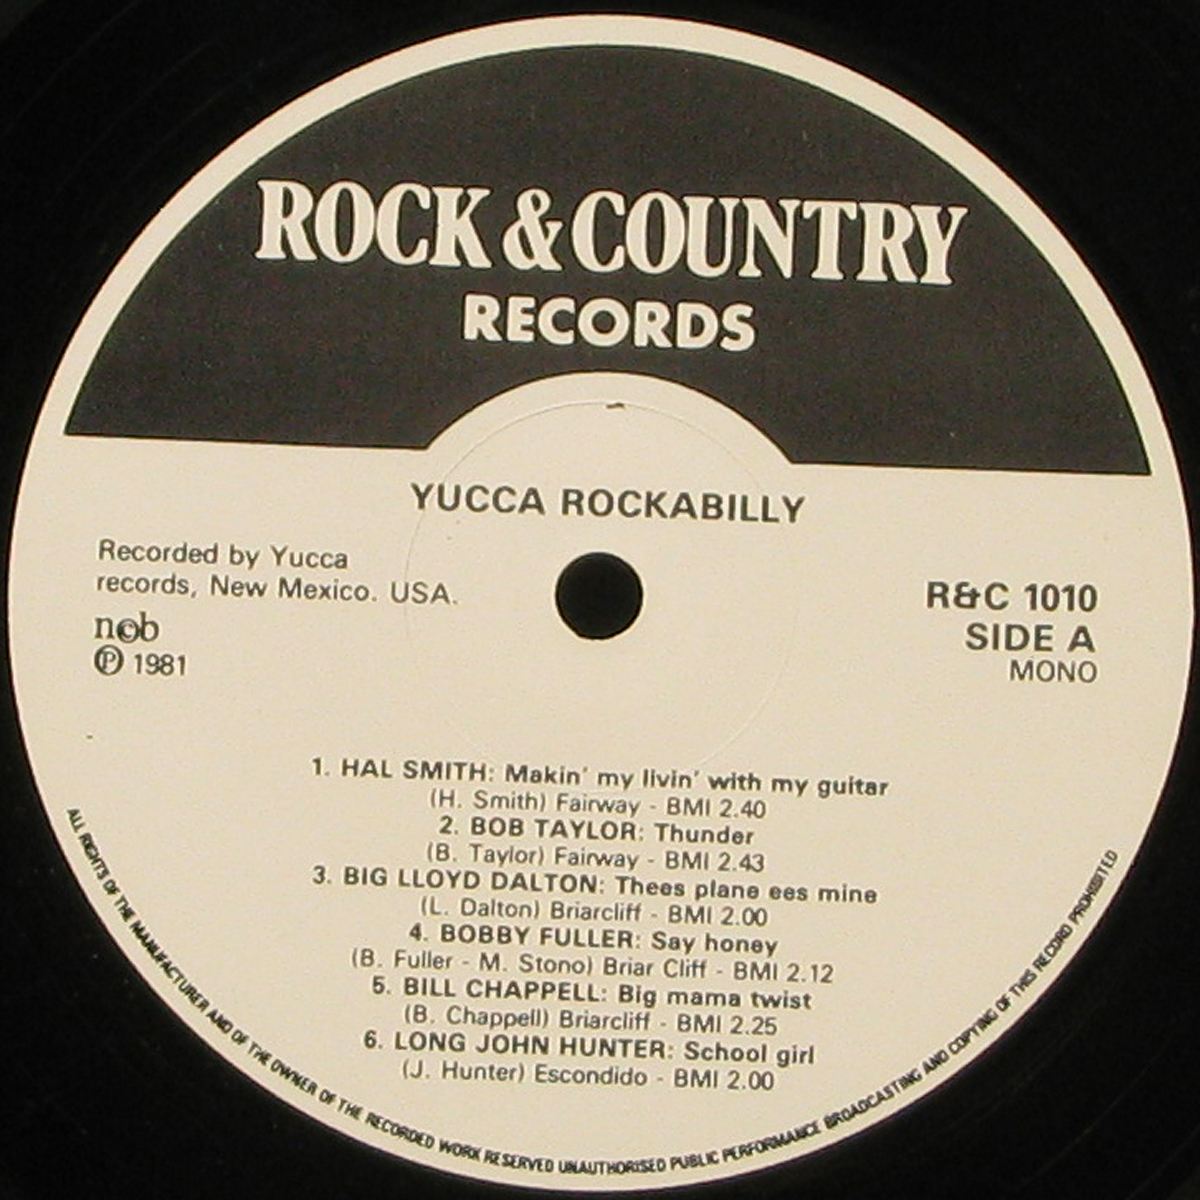 ROCK & COUNTRY
RECORDS
YUCCA ROCKABILLY
Recorded by Yucca
records, New Mexico. USA.
ncb
℗ 1981
R&C 1010
SIDE A
MONO
1. HAL SMITH: Makin' my livin' with my guitar
(H. Smith) Fairway - BMI 2.40
2. BOB TAYLOR: Thunder
(B. Taylor) Fairway - BMI 2.43
3. BIG LLOYD DALTON: Thees plane ees mine
(L. Dalton) Briarcliff - BMI 2.00
4. BOBBY FULLER: Say honey
(B. Fuller - M. Stono) Briar Cliff - BMI 2.12
5. BILL CHAPPELL: Big mama twist
(B. Chappell) Briarcliff - BMI 2.25
6. LONG JOHN HUNTER: School girl
(J. Hunter) Escondido - BMI 2.00
ALL RIGHTS OF THE MANUFACTURER AND OF THE OWNER OF THE RECORDED WORK RESERVED UNAUTHORISED PUBLIC PERFORMANCE BROADCASTING AND COPYING OF THIS RECORD PROHIBITED